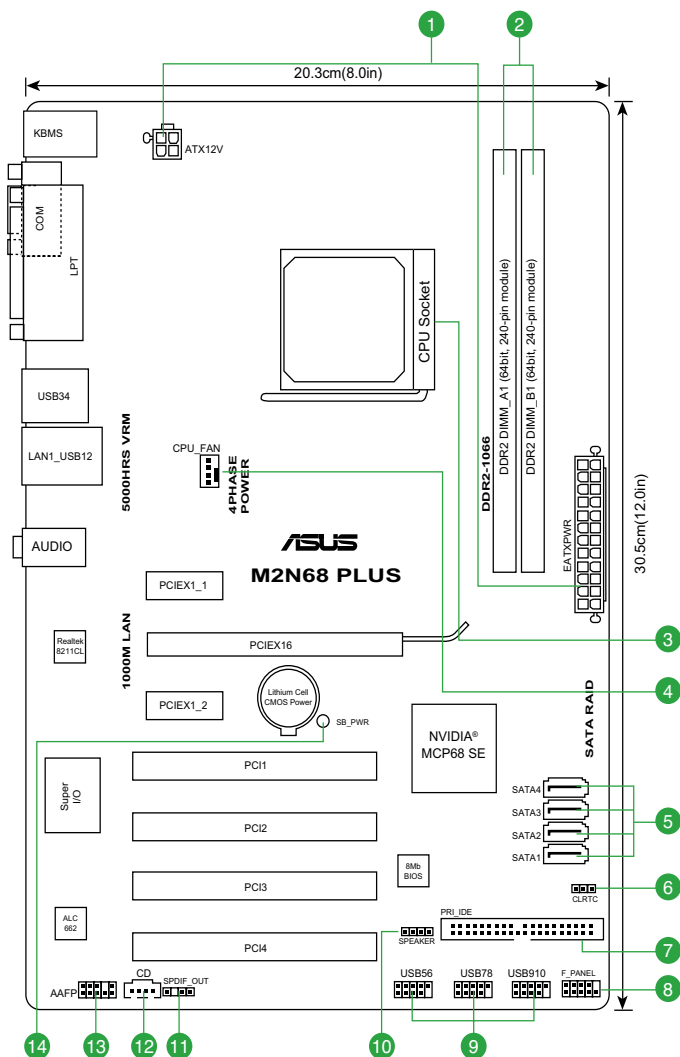 1
2
20.3cm(8.0in)
KBMS
ATX12V
COM
LPT
CPU Socket
DDR2 DIMM_A1 (64bit, 240-pin module)
DDR2 DIMM_B1 (64bit, 240-pin module)
DDR2-1066
USB34
LAN1_USB12
5000HRS VRM
CPU_FAN
4PHASE
POWER
EATXPWR
30.5cm(12.0in)
AUDIO
ASUS
M2N68 PLUS
PCIEX1_1
Realtek
8211CL
1000M LAN
PCIEX16
3
4
PCIEX1_2
Lithium Cell
CMOS Power
SB_PWR
NVIDIA®
MCP68 SE
SATA RAID
PCI1
Super
I/O
SATA4
SATA3
SATA2
SATA1
5
PCI2
8Mb
BIOS
PCI3
CLRTC
6
ALC
662
PRI_IDE
SPEAKER
7
PCI4
AAFP
CD
SPDIF_OUT
USB56
USB78
USB910
F_PANEL
8
14
13
12
11
10
9